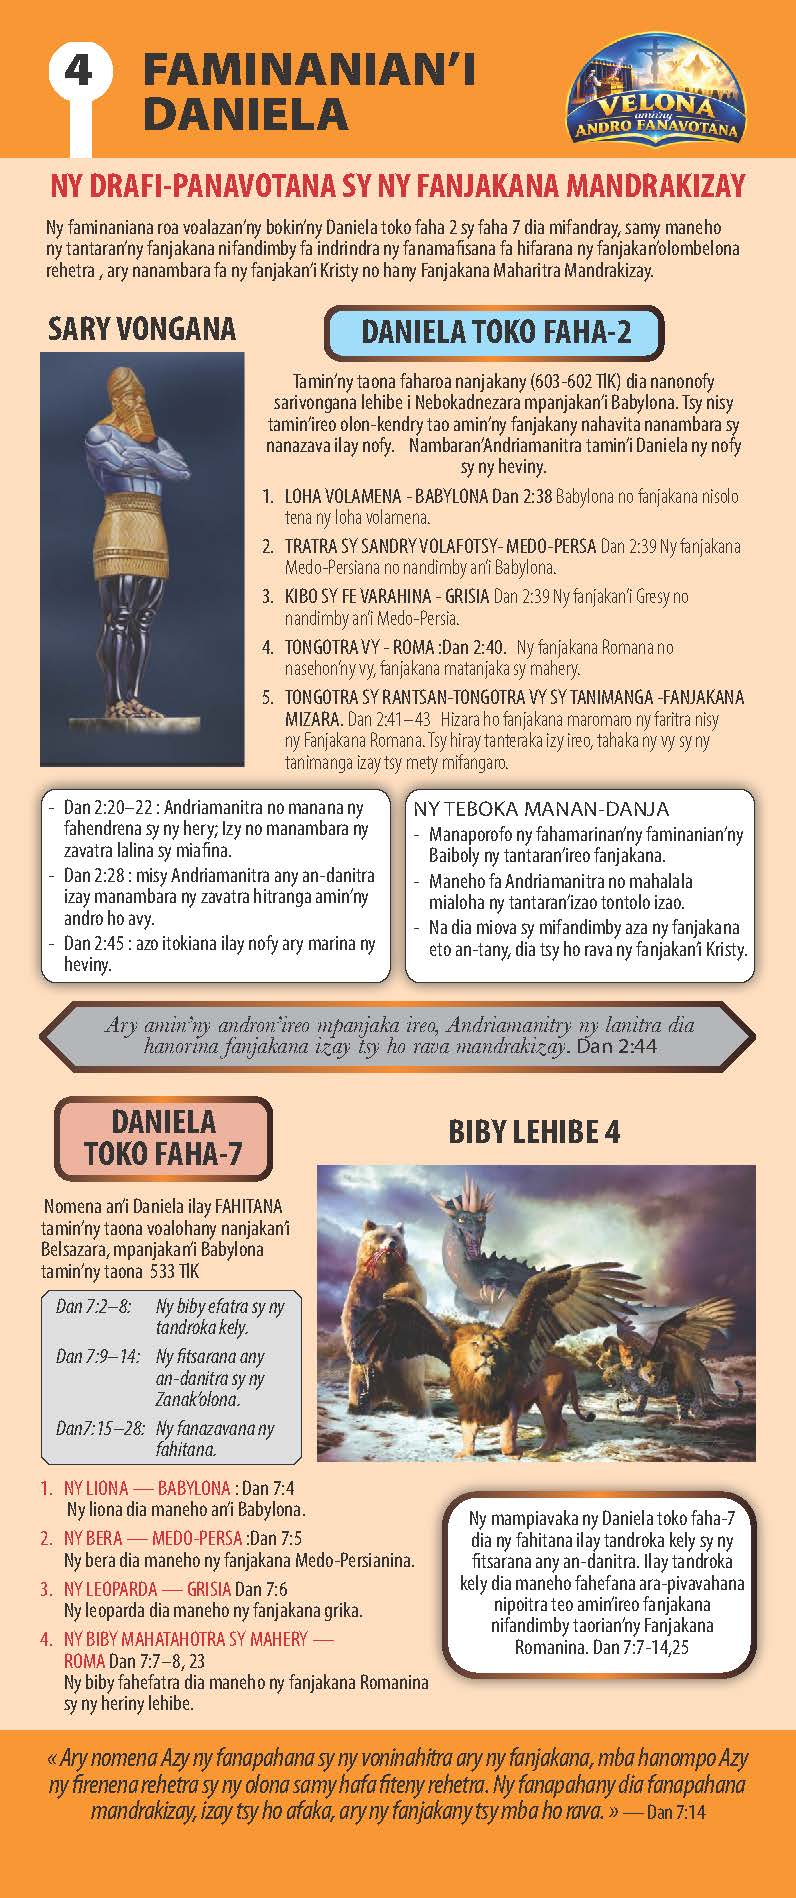 4
FAMINANIAN’I
DANIELA
VELONA
amin'ny
ANDRO FANAVOTANA
NY DRAFI-PANAVOTANA SY NY FANJAKANA MANDRAKIZAY
Ny faminaniana roa voalazan’ny bokin’ny Daniela toko faha 2 sy faha 7 dia mifandray, samy maneho
ny tantaran’ny fanjakana nifandimby fa indrindra ny fanamafisana fa hifarana ny fanjakan’olombelona
rehetra , ary nanambara fa ny fanjakan’i Kristy no hany Fanjakana Maharitra Mandrakizay.
SARY VONGANA
DANIELA TOKO FAHA-2
Tamin’ny taona faharoa nanjakany (603-602 TlK) dia nanonofy
sarivongana lehibe i Nebokadnezara mpanjakan’i Babylona. Tsy nisy
tamin’ireo olon-kendry tao amin’ny fanjakany nahavita nanambara sy
nanazava ilay nofy.   Nambaran’Andriamanitra tamin’i Daniela ny nofy
sy ny heviny.
1. LOHA VOLAMENA - BABYLONA Dan 2:38 Babylona no fanjakana nisolo
tena ny loha volamena.
2. TRATRA SY SANDRY VOLAFOTSY- MEDO-PERSA Dan 2:39 Ny fanjakana
Medo-Persiana no nandimby an’i Babylona.
3. KIBO SY FE VARAHINA - GRISIA Dan 2:39 Ny fanjakan’i Gresy no
nandimby an’i Medo-Persia.
4. TONGOTRA VY - ROMA :Dan 2:40.  Ny fanjakana Romana no
nasehon’ny vy, fanjakana matanjaka sy mahery.
5. TONGOTRA SY RANTSAN-TONGOTRA VY SY TANIMANGA -FANJAKANA
MIZARA. Dan 2:41–43  Hizara ho fanjakana maromaro ny faritra nisy
ny Fanjakana Romana. Tsy hiray tanteraka izy ireo, tahaka ny vy sy ny
tanimanga izay tsy mety mifangaro.
- Dan 2:20–22 : Andriamanitra no manana ny
fahendrena sy ny hery; Izy no manambara ny
zavatra lalina sy miafina.
- Dan 2:28 : misy Andriamanitra any an-danitra
izay manambara ny zavatra hitranga amin’ny
andro ho avy.
- Dan 2:45 : azo itokiana ilay nofy ary marina ny
heviny.
NY TEBOKA MANAN-DANJA
- Manaporofo ny fahamarinan’ny faminanian’ny
Baiboly ny tantaran’ireo fanjakana.
- Maneho fa Andriamanitra no mahalala
mialoha ny tantaran’izao tontolo izao.
- Na dia miova sy mifandimby aza ny fanjakana
eto an-tany, dia tsy ho rava ny fanjakan’i Kristy.
Ary amin’ny andron’ireo mpanjaka ireo, Andriamanitry ny lanitra dia
hanorina fanjakana izay tsy ho rava mandrakizay. Dan 2:44
DANIELA
TOKO FAHA-7
BIBY LEHIBE 4
Nomena an’i Daniela ilay FAHITANA
tamin’ny taona voalohany nanjakan’i
Belsazara, mpanjakan’i Babylona
tamin’ny taona  533 TlK
Dan 7:2–8: Ny biby efatra sy ny
tandroka kely.
Dan 7:9–14: Ny fitsarana any
an-danitra sy ny
Zanak’olona.
Dan7:15–28: Ny fanazavana ny
fahitana.
1. NY LIONA — BABYLONA : Dan 7:4
Ny liona dia maneho an’i Babylona.
2. NY BERA — MEDO-PERSA :Dan 7:5
Ny bera dia maneho ny fanjakana Medo-Persianina.
3. NY LEOPARDA — GRISIA Dan 7:6
Ny leoparda dia maneho ny fanjakana grika.
4. NY BIBY MAHATAHOTRA SY MAHERY —
ROMA Dan 7:7–8, 23
Ny biby fahefatra dia maneho ny fanjakana Romanina
sy ny heriny lehibe.
Ny mampiavaka ny Daniela toko faha-7
dia ny fahitana ilay tandroka kely sy ny
fitsarana any an-danitra. Ilay tandroka
kely dia maneho fahefana ara-pivavahana
nipoitra teo amin’ireo fanjakana
nifandimby taorian’ny Fanjakana
Romanina. Dan 7:7-14,25
« Ary nomena Azy ny fanapahana sy ny voninahitra ary ny fanjakana, mba hanompo Azy
ny firenena rehetra sy ny olona samy hafa fiteny rehetra. Ny fanapahany dia fanapahana
mandrakizay, izay tsy ho afaka, ary ny fanjakany tsy mba ho rava. » — Dan 7:14